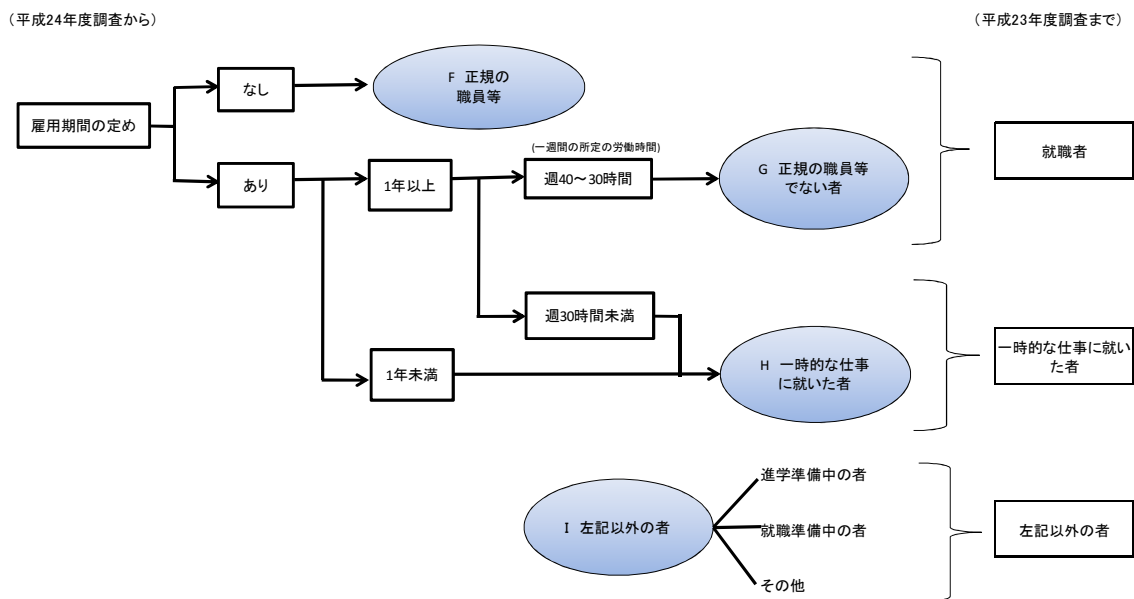 （平成24年度調査から）
（平成23年度調査まで）
雇用期間の定め
なし
F 正規の
職員等
あり
1年以上
(一週間の所定の労働時間)
週40～30時間
G 正規の職員等
でない者
就職者
週30時間未満
1年未満
H 一時的な仕事
に就いた者
一時的な仕事に就い
た者
I 左記以外の者
進学準備中の者
就職準備中の者
その他
左記以外の者